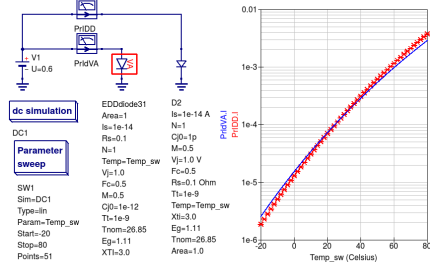 PrIDD
PrIdVA
V1
U=0.6
VA
dc simulation
DC1
Parameter
sweep
SW1
Sim=DC1
Type=lin
Param=Temp_sw
Start=-20
Stop=80
Points=51
EDDdiode31
Area=1
Is=1e-14
Rs=0.1
N=1
Temp=Temp_sw
Vj=1.0
Fc=0.5
M=0.5
Cj0=1e-12
Tt=1e-9
Tnom=26.85
Eg=1.11
XTI=3.0
D2
Is=1e-14 A
N=1
Cj0=1p
M=0.5
Vj=1.0 V
Fc=0.5
Rs=0.1 Ohm
Tt=1e-9
Temp=Temp_sw
Xti=3.0
Eg=1.11
Tnom=26.85
Area=1.0
PrIdVA.I
PrIDD.I
0.01
1e-3
1e-4
1e-5
1e-6
-20 0 20 40 60 80
Temp_sw (Celsius)